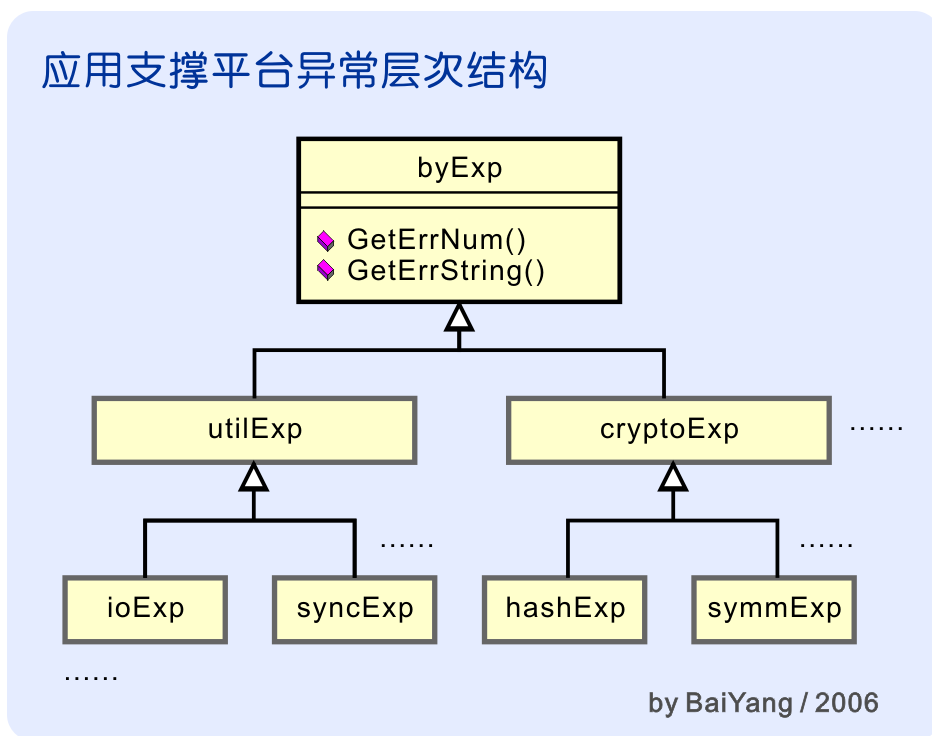 应用支撑平台异常层次结构
byExp
GetErrNum()
GetErrString()
utilExp
cryptoExp
......
......
......
ioExp
syncExp
hashExp
symmExp
......
by BaiYang / 2006